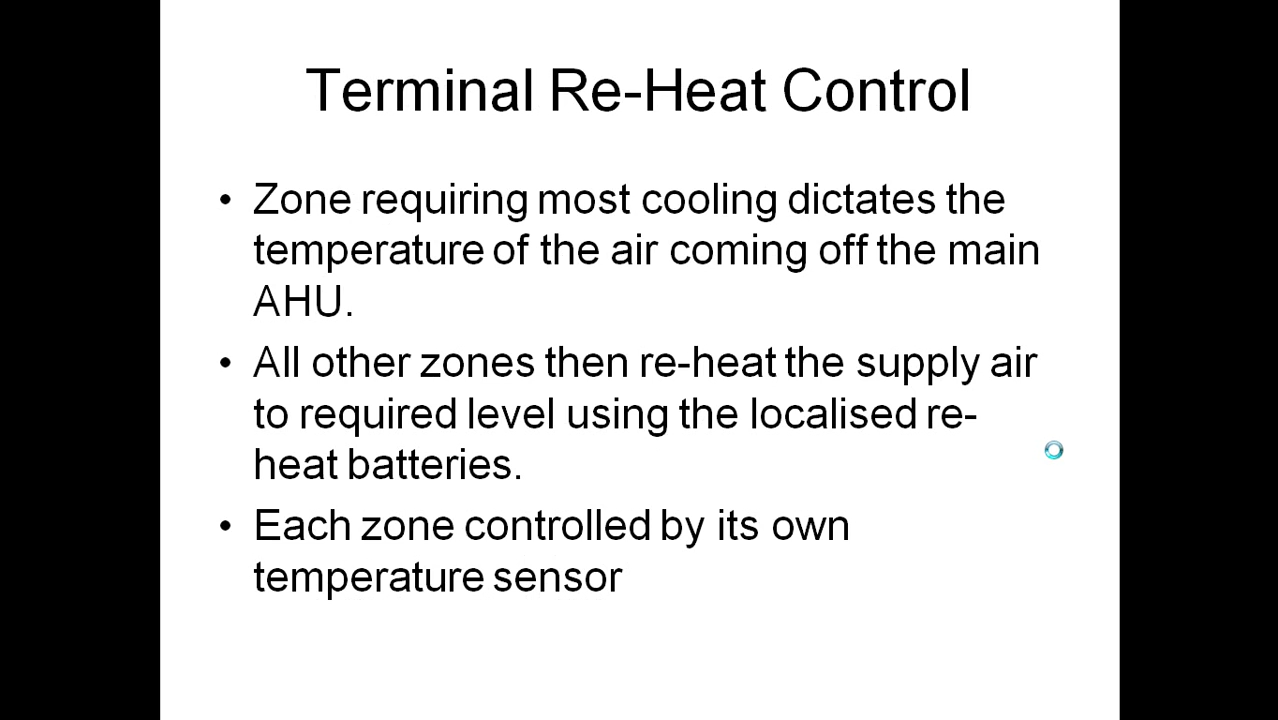 Terminal Re-Heat Control
• Zone requiring most cooling dictates the
temperature of the air coming off the main
AHU.
• All other zones then re-heat the supply air
to required level using the localised re-
heat batteries.
• Each zone controlled by its own
temperature sensor